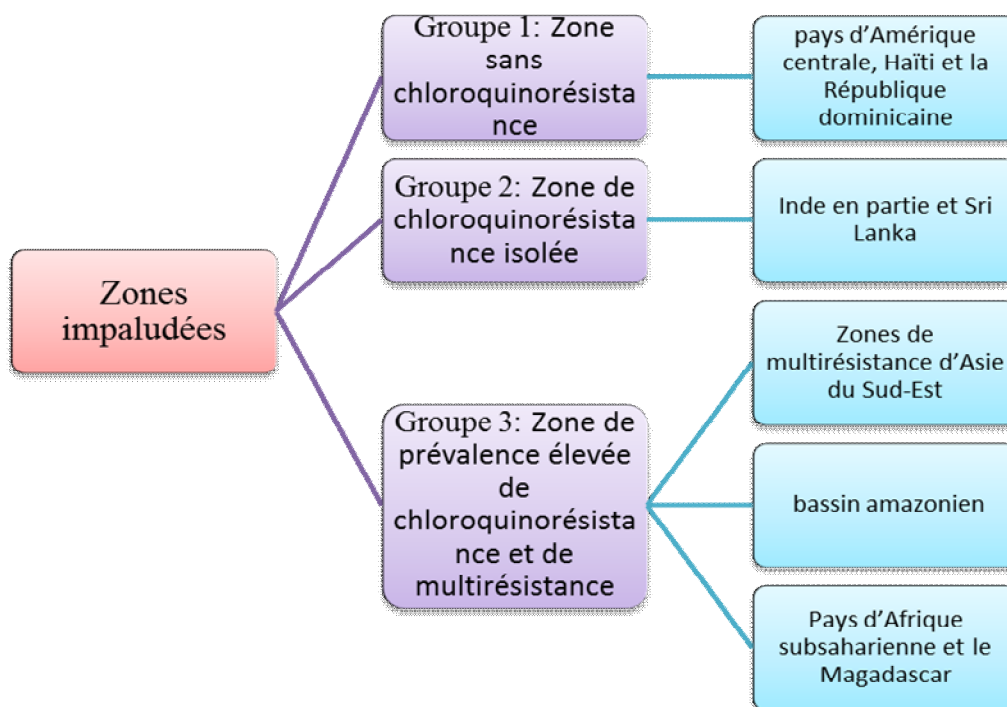 Zones
impaludées
Groupe 1: Zone
sans
chloroquinorésista
nce
pays d’Amérique
centrale, Haïti et la
République
dominicaine
Groupe 2: Zone de
chloroquinorésista
nce isolée
Inde en partie et Sri
Lanka
Groupe 3: Zone de
prévalence élevée
de
chloroquinorésista
nce et de
multirésistance
Zones de
multirésistance d’Asie
du Sud-Est
bassin amazonien
Pays d’Afrique
subsaharienne et le
Magadascar